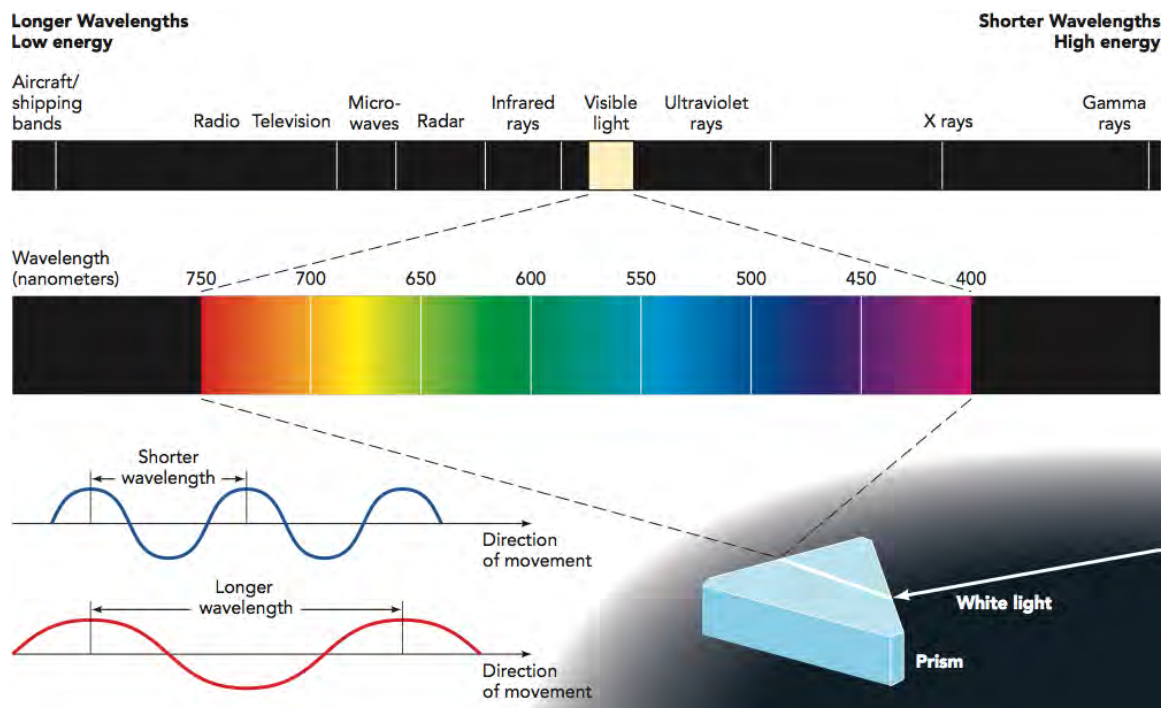 Longer Wavelengths
Low energy
Shorter Wavelengths
High energy
Aircraft/
shipping
bands
Radio
Television
Micro-
waves
Radar
Infrared
rays
Visible
light
Ultraviolet
rays
X rays
Gamma
rays
Wavelength
(nanometers)
750
700
650
600
550
500
450
400
Shorter
wavelength
Direction
of movement
Longer
wavelength
Direction
of movement
White light
Prism